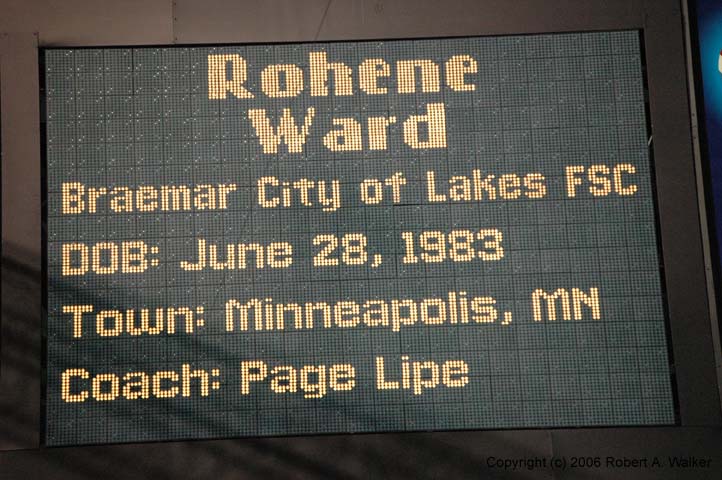 Rohene
Ward
Braemar City of Lakes FSC
DOB: June 28, 1983
Town: Minneapolis, MN
Coach: Page Lipe
Copyright (c) 2006 Robert A. Walker